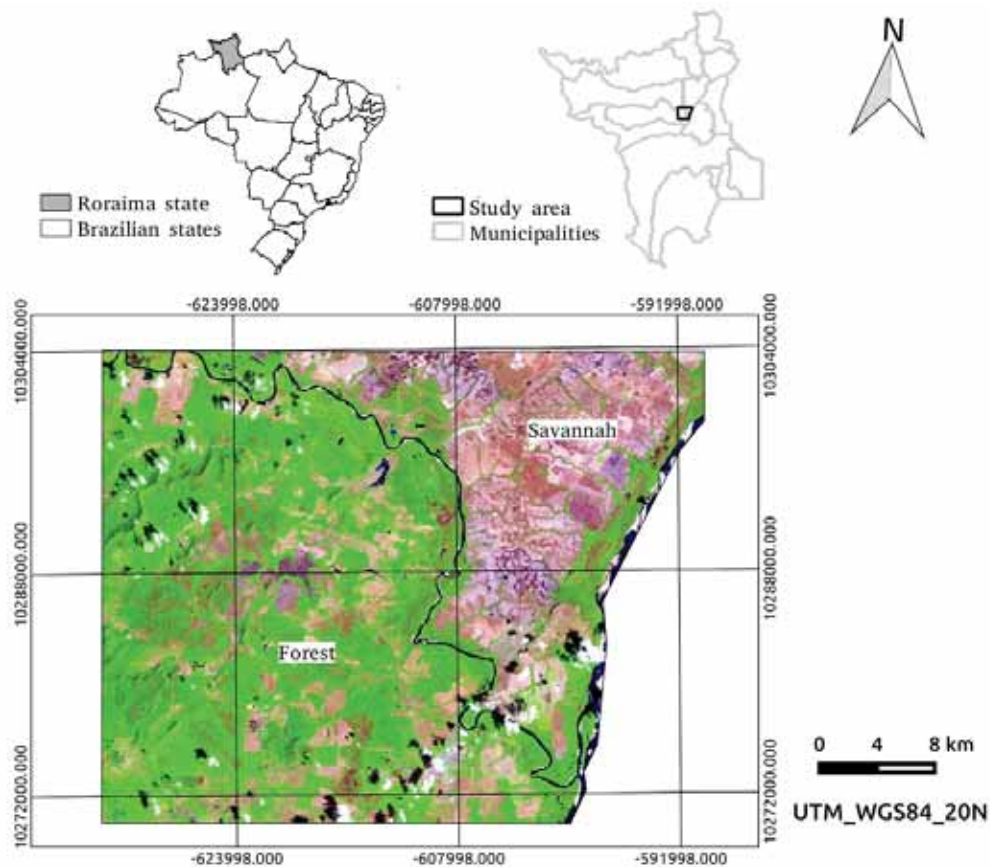 N
Roraima state
Brazilian states
Study area
Municipalities
-623998.000
-607998.000
-591998.000
10304000.000
10304000.000
Savannah
10288000.000
10288000.000
Forest
10272000.000
10272000.000
0 4 8 km
UTM_WGS84_20N
-623998.000
-607998.000
-591998.000